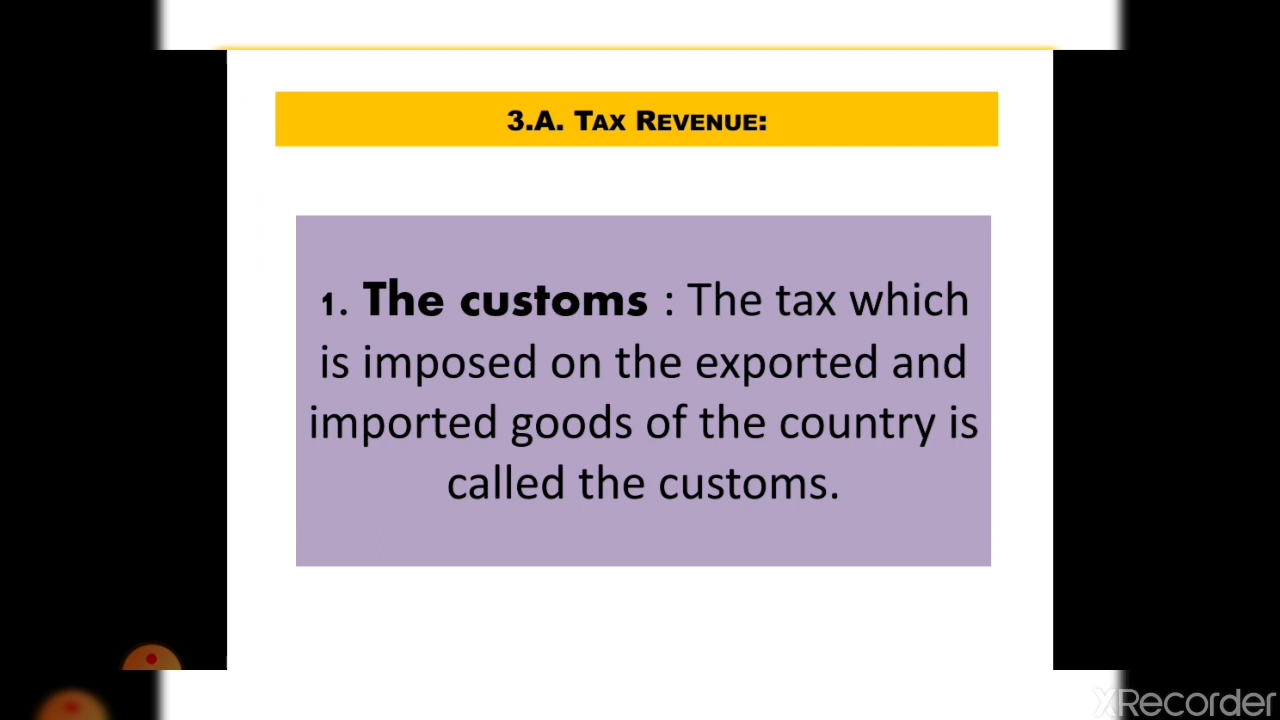 3.A. TAX REVENUE:
1. The customs : The tax which
is imposed on the exported and
imported goods of the country is
called the customs.
XRecorder